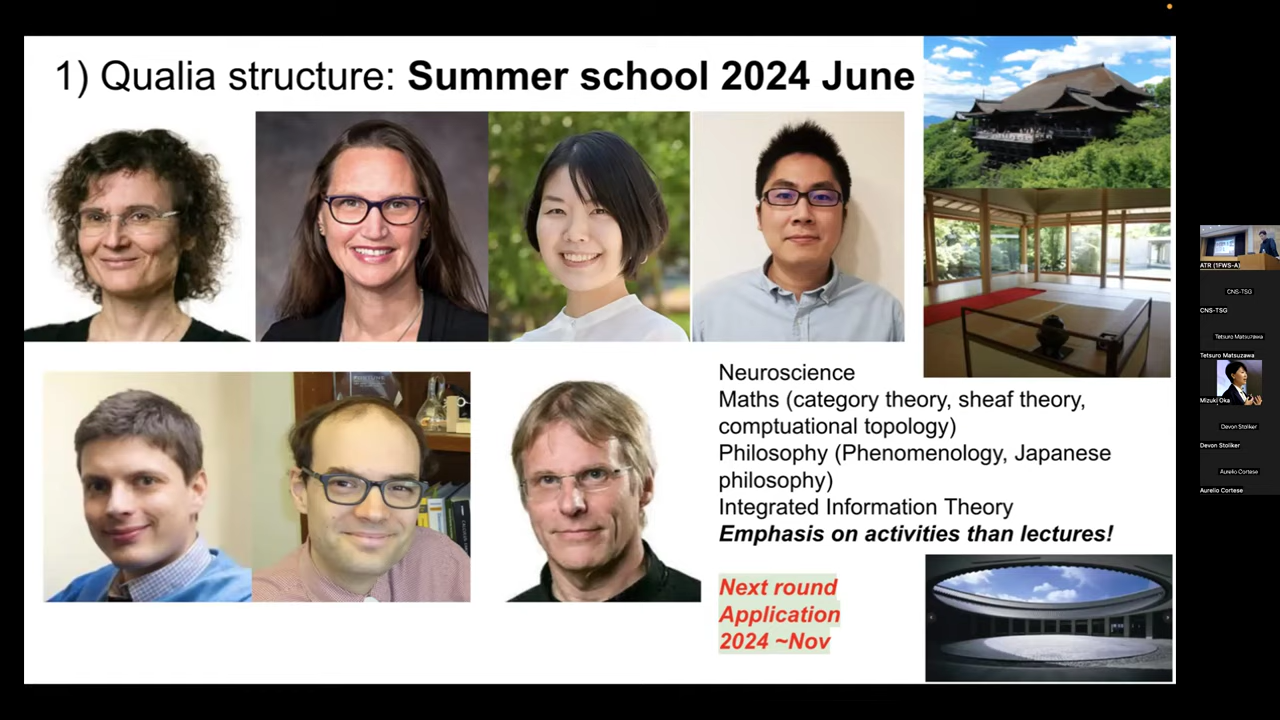 1) Qualia structure: Summer school 2024 June
Neuroscience
Maths (category theory, sheaf theory,
comptuational topology)
Philosophy (Phenomenology, Japanese
philosophy)
Integrated Information Theory
Emphasis on activities than lectures!
Next round
Application
2024 ~Nov
ATR (1FWS-A)
CNS-TSG
CNS-TSG
Tetsuro Matsuzawa
Tetsuro Matsuzawa
Mizuki Oka
Devon Stoliker
Devon Stoliker
Aurelio Cortese
Aurelio Cortese